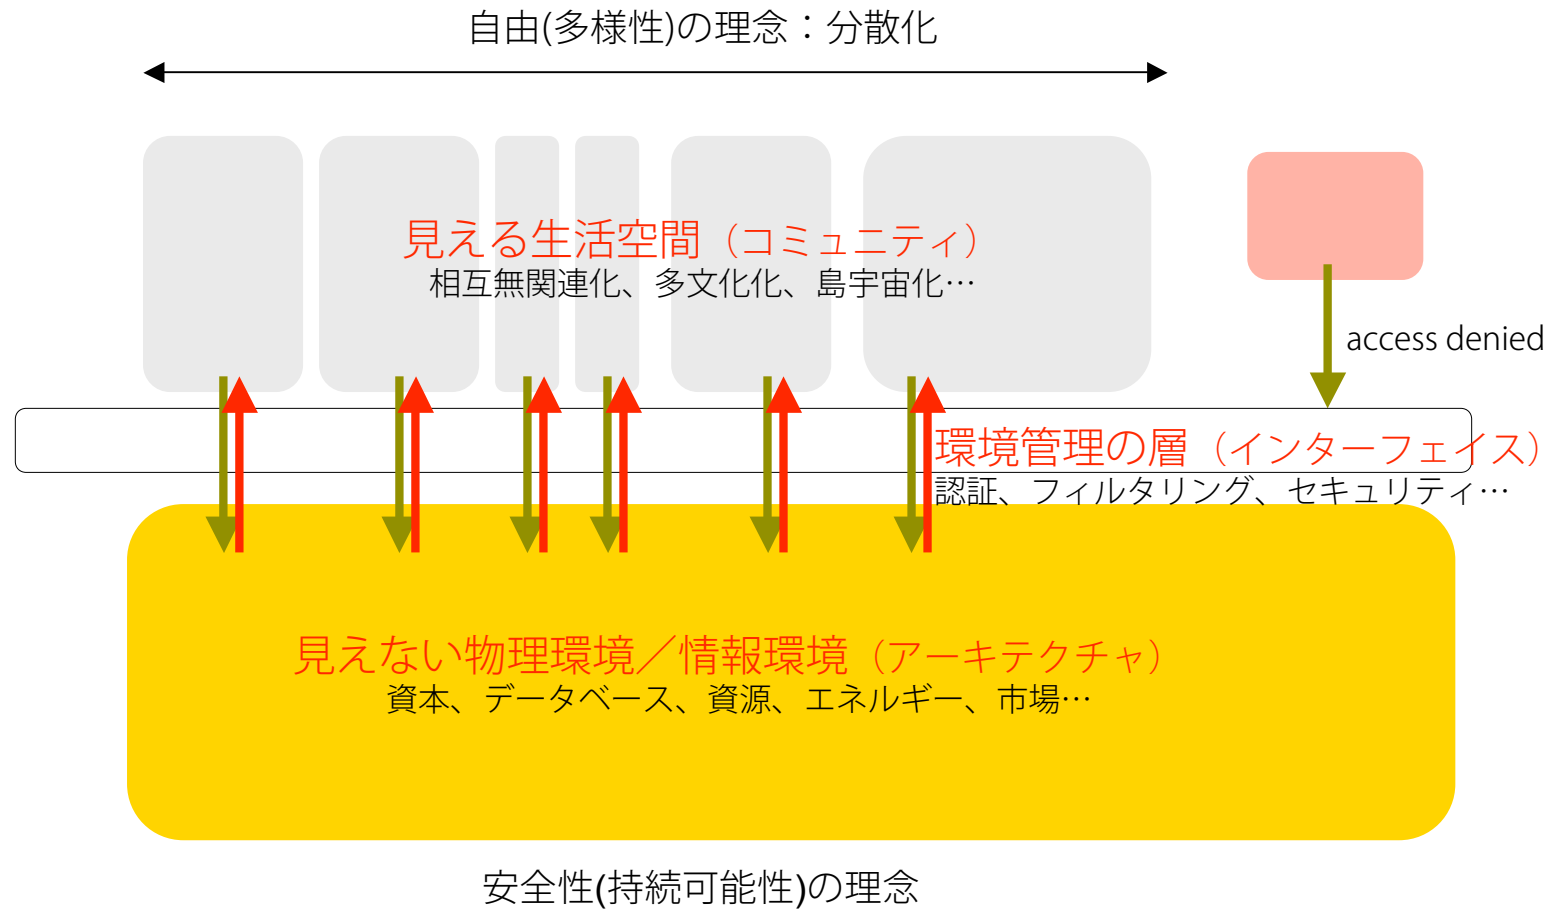 自由(多様性)の理念：分散化
見える生活空間（コミュニティ）
相互無関連化、多文化化、島宇宙化…
access denied
環境管理の層（インターフェイス）
認証、フィルタリング、セキュリティ…
見えない物理環境／情報環境（アーキテクチャ）
資本、データベース、資源、エネルギー、市場…
安全性(持続可能性)の理念